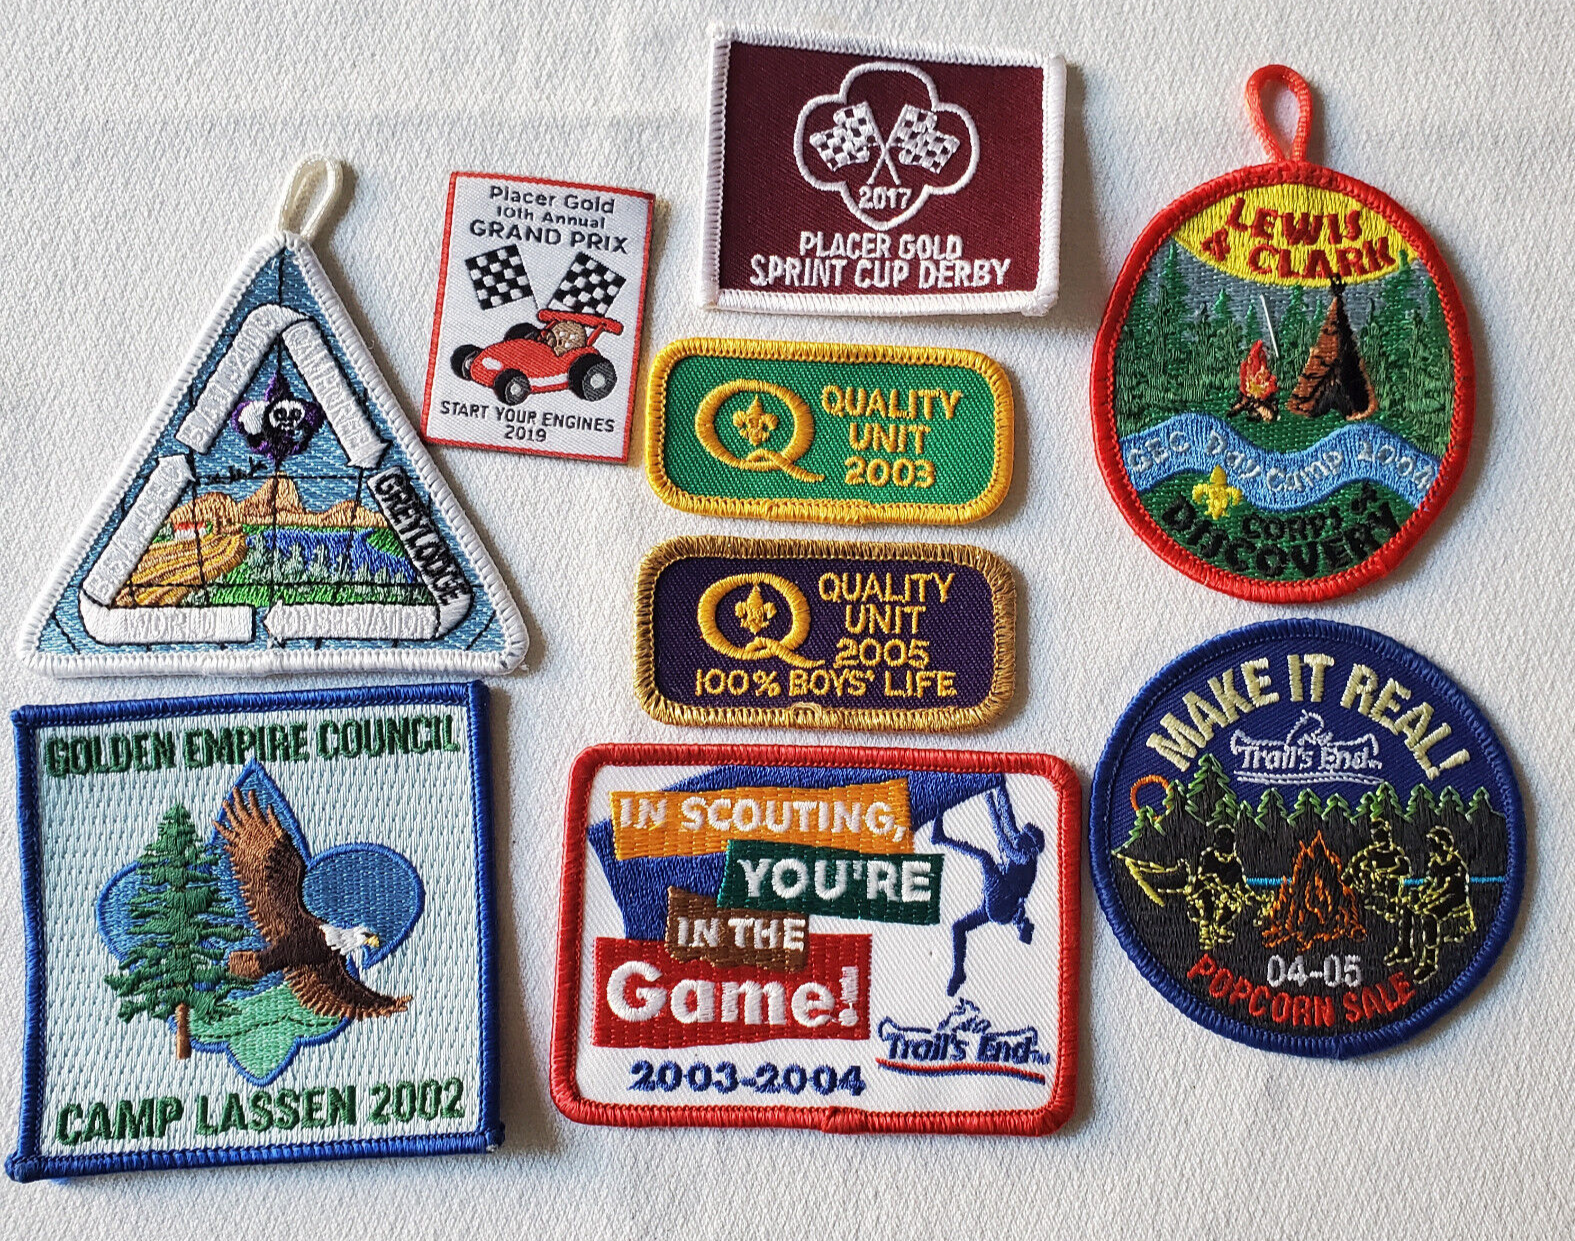 Placer Gold
10th Annual
GRAND PRIX
START YOUR ENGINES
2019
2017
PLACER GOLD
SPRINT CUP DERBY
LEWIS
& CLARK
GEC Day Camp 2004
CORPS of
DISCOVERY
GREYLODGE
WORLD
CONSERVATION
QUALITY
UNIT
2003
QUALITY
UNIT
2005
100% BOYS' LIFE
GOLDEN EMPIRE COUNCIL
CAMP LASSEN 2002
IN SCOUTING,
YOU'RE
IN THE
Game!
2003-2004
Trail's End
MAKE IT REAL!
Trail's End
04-05
POPCORN SALE